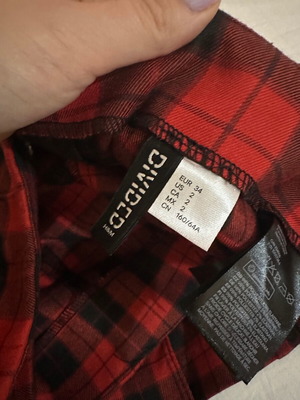 DIVIDED
H&M
EUR 34
US 2
CA 2
MX 2
CN 160/64A